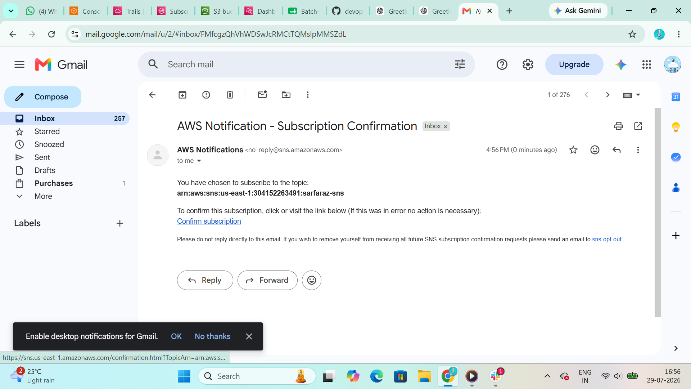 (4) Wh
Conso
Trails
Subsc
S3 bu
Dashb
Batch-
devop
Greeti
Greeti
Ask Gemini
mail.google.com/mail/u/2/#inbox/FMfcgzQhVhWDSwJcRMCtTQMslpMMSZdL
Gmail
Search mail
Upgrade
Compose
1 of 276
Inbox 257
Starred
Snoozed
Sent
Drafts
Purchases 1
More
Labels
AWS Notification - Subscription Confirmation Inbox x
AWS Notifications <no-reply@sns.amazonaws.com>
4:56 PM (0 minutes ago)
to me
You have chosen to subscribe to the topic:
arn:aws:sns:us-east-1:304152263491:sarfaraz-sns
To confirm this subscription, click or visit the link below (If this was in error no action is necessary):
Confirm subscription
Please do not reply directly to this email. If you wish to remove yourself from receiving all future SNS subscription confirmation requests please send an email to sns-opt-out
Reply
Forward
Enable desktop notifications for Gmail. OK No thanks
https://sns.us-east-1.amazonaws.com/confirmation.html?TopicArn=arn:aws:s...
2
25°C
Light rain
Search
ENG
IN
16:56
29-07-2026